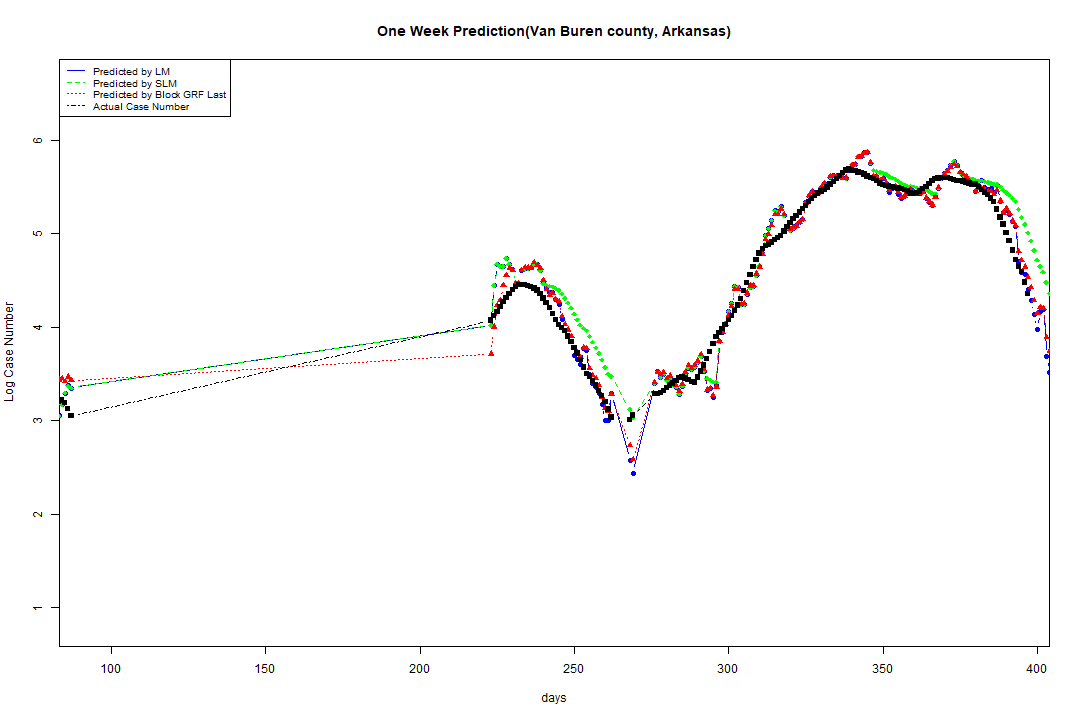 One Week Prediction(Van Buren county, Arkansas)
Predicted by LM
Predicted by SLM
Predicted by Block GRF Last
Actual Case Number
Log Case Number
6
5
4
3
2
1
100 150 200 250 300 350 400
days